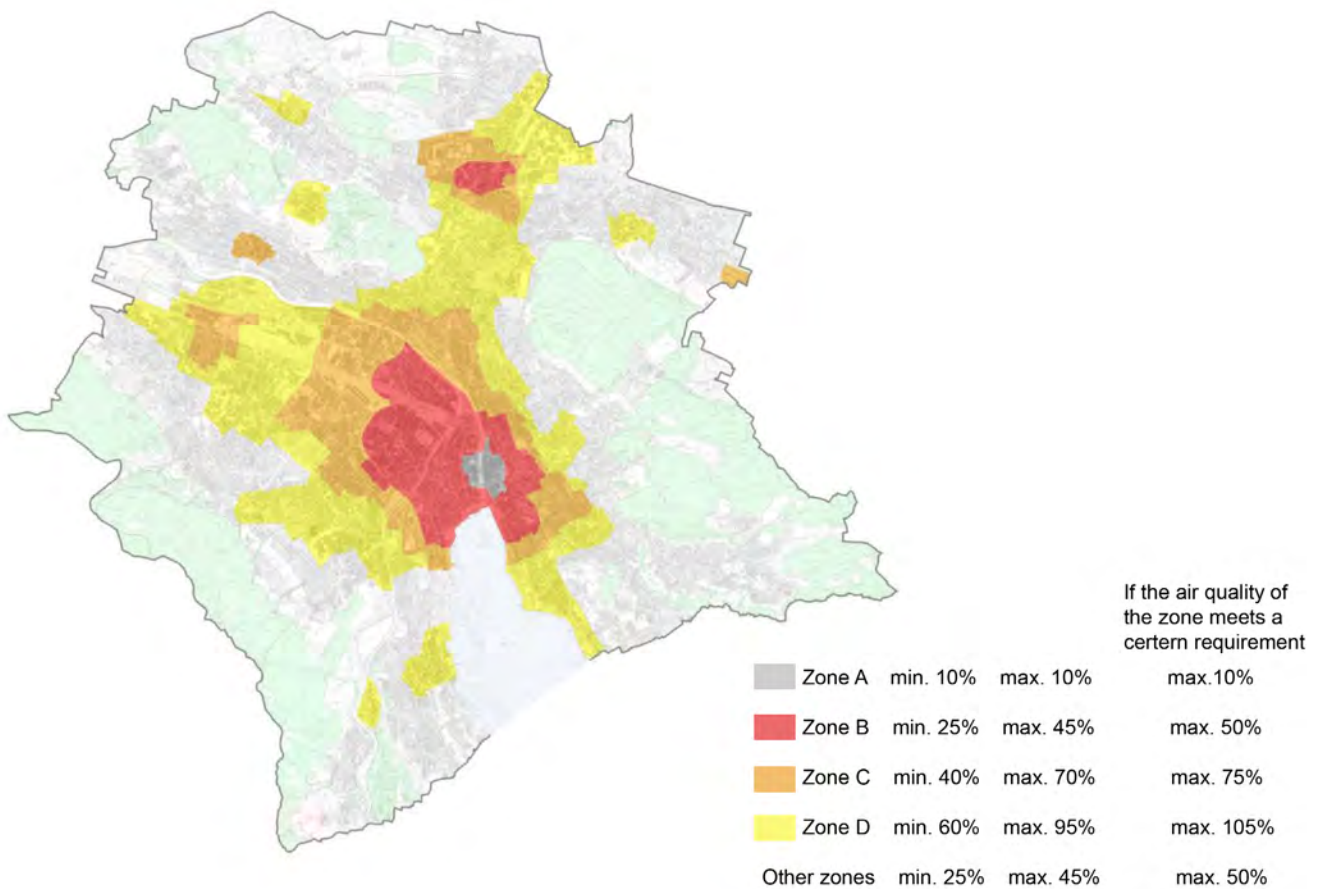 If the air quality of
the zone meets a
certern requirement
Zone A min. 10% max. 10% max.10%
Zone B min. 25% max. 45% max. 50%
Zone C min. 40% max. 70% max. 75%
Zone D min. 60% max. 95% max. 105%
Other zones min. 25% max. 45% max. 50%